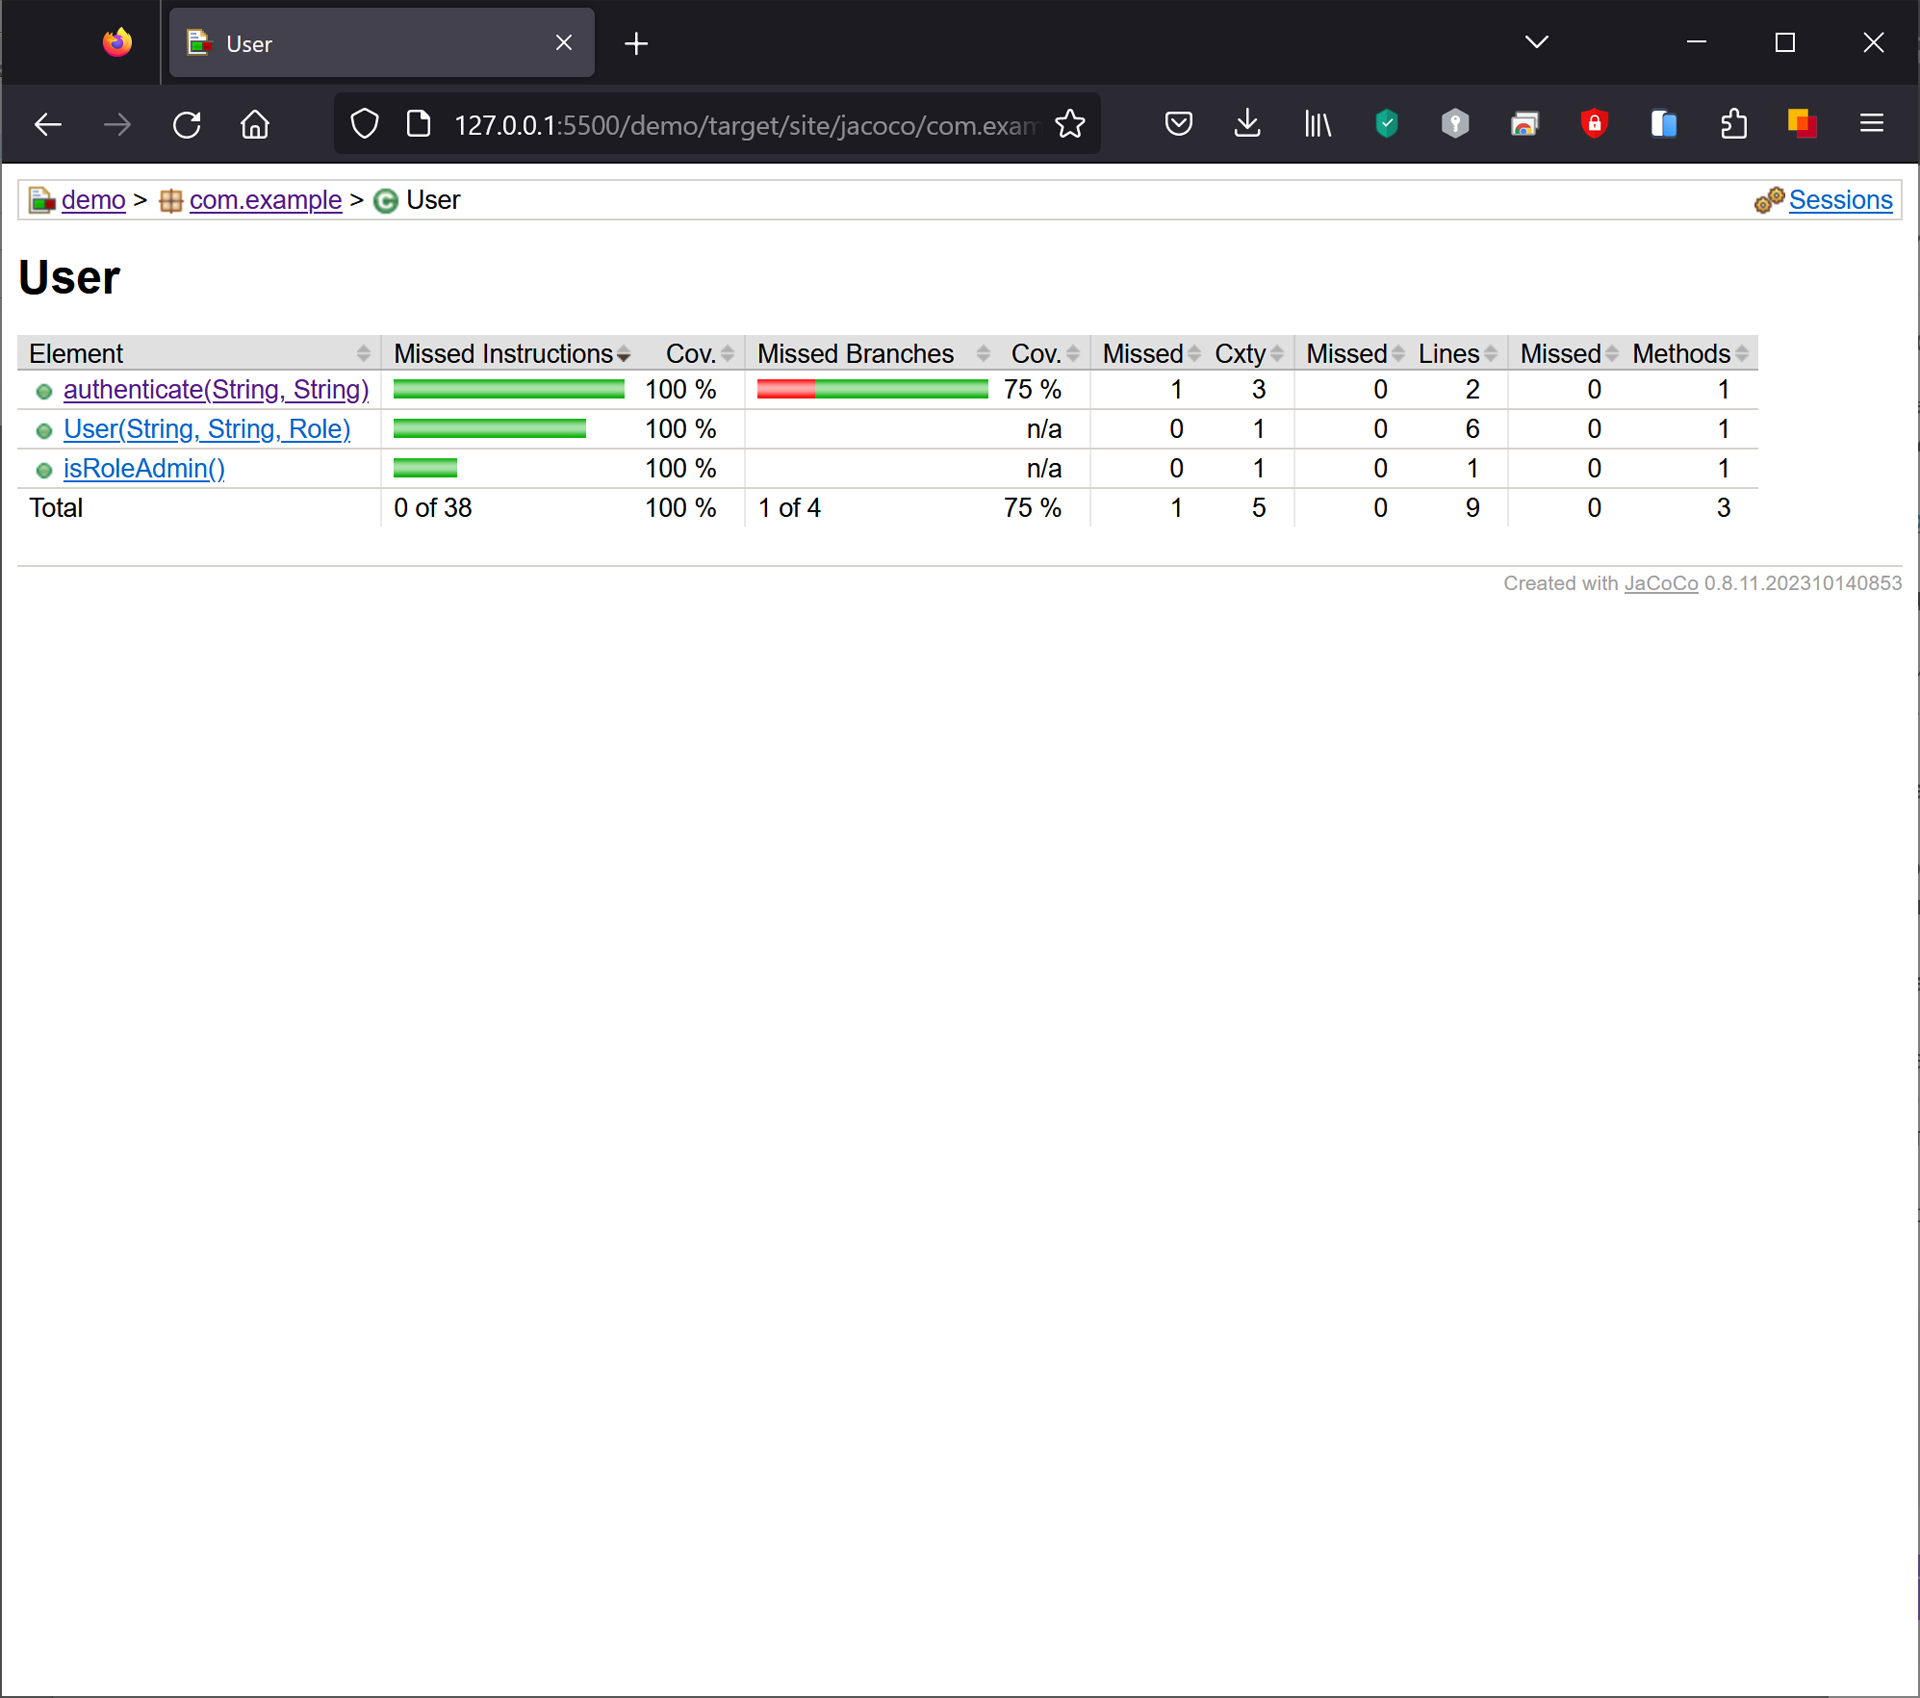 User
127.0.0.1:5500/demo/target/site/jacoco/com.exam
demo > com.example > User Sessions
User
Element Missed Instructions Cov. Missed Branches Cov. Missed Cxty Missed Lines Missed Methods
authenticate(String, String) 100 % 75 % 1 3 0 2 0 1
User(String, String, Role) 100 % n/a 0 1 0 6 0 1
isRoleAdmin() 100 % n/a 0 1 0 1 0 1
Total 0 of 38 100 % 1 of 4 75 % 1 5 0 9 0 3
Created with JaCoCo 0.8.11.202310140853